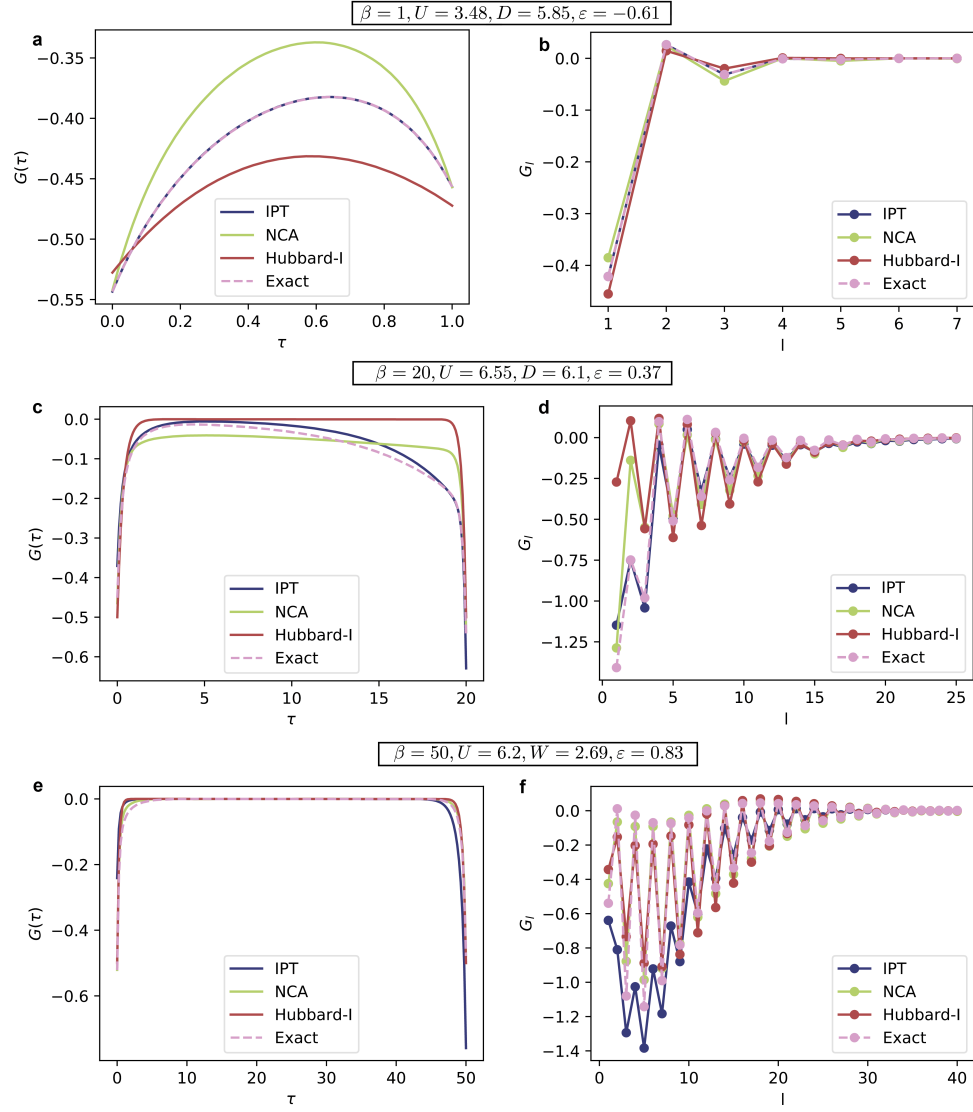 β = 1, U = 3.48, D = 5.85, ε = −0.61
a
−0.35
−0.40
−0.45
−0.50
−0.55
G(τ)
IPT
NCA
Hubbard-I
Exact
0.0 0.2 0.4 0.6 0.8 1.0
τ
b
0.0
−0.1
−0.2
−0.3
−0.4
G_l
IPT
NCA
Hubbard-I
Exact
1 2 3 4 5 6 7
l
β = 20, U = 6.55, D = 6.1, ε = 0.37
c
0.0
−0.1
−0.2
−0.3
−0.4
−0.5
−0.6
G(τ)
IPT
NCA
Hubbard-I
Exact
0 5 10 15 20
τ
d
0.00
−0.25
−0.50
−0.75
−1.00
−1.25
G_l
IPT
NCA
Hubbard-I
Exact
0 5 10 15 20 25
l
β = 50, U = 6.2, W = 2.69, ε = 0.83
e
0.0
−0.2
−0.4
−0.6
G(τ)
IPT
NCA
Hubbard-I
Exact
0 10 20 30 40 50
τ
f
0.0
−0.2
−0.4
−0.6
−0.8
−1.0
−1.2
−1.4
G_l
IPT
NCA
Hubbard-I
Exact
0 10 20 30 40
l